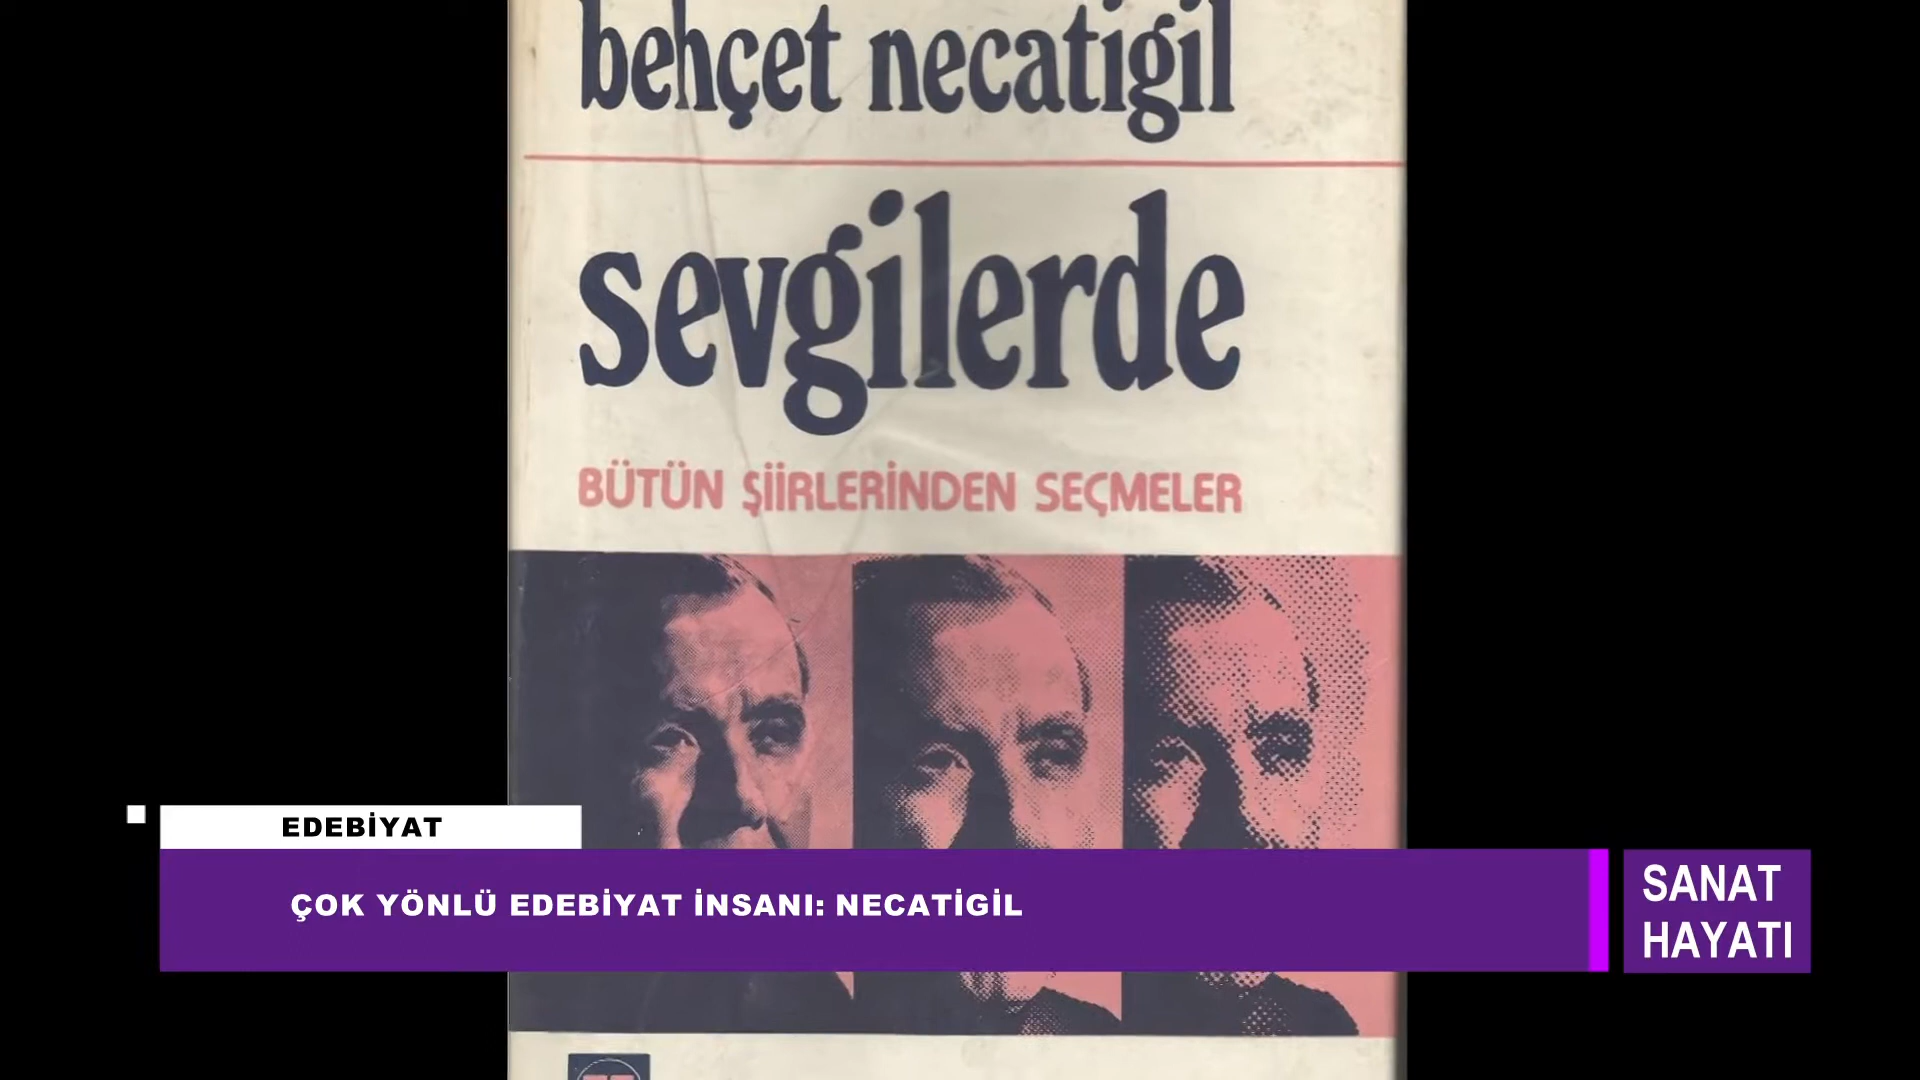 behçet necatigil
sevgilerde
BÜTÜN ŞİİRLERİNDEN SEÇMELER
EDEBİYAT
ÇOK YÖNLÜ EDEBİYAT İNSANI: NECATİGİL
SANAT
HAYATI